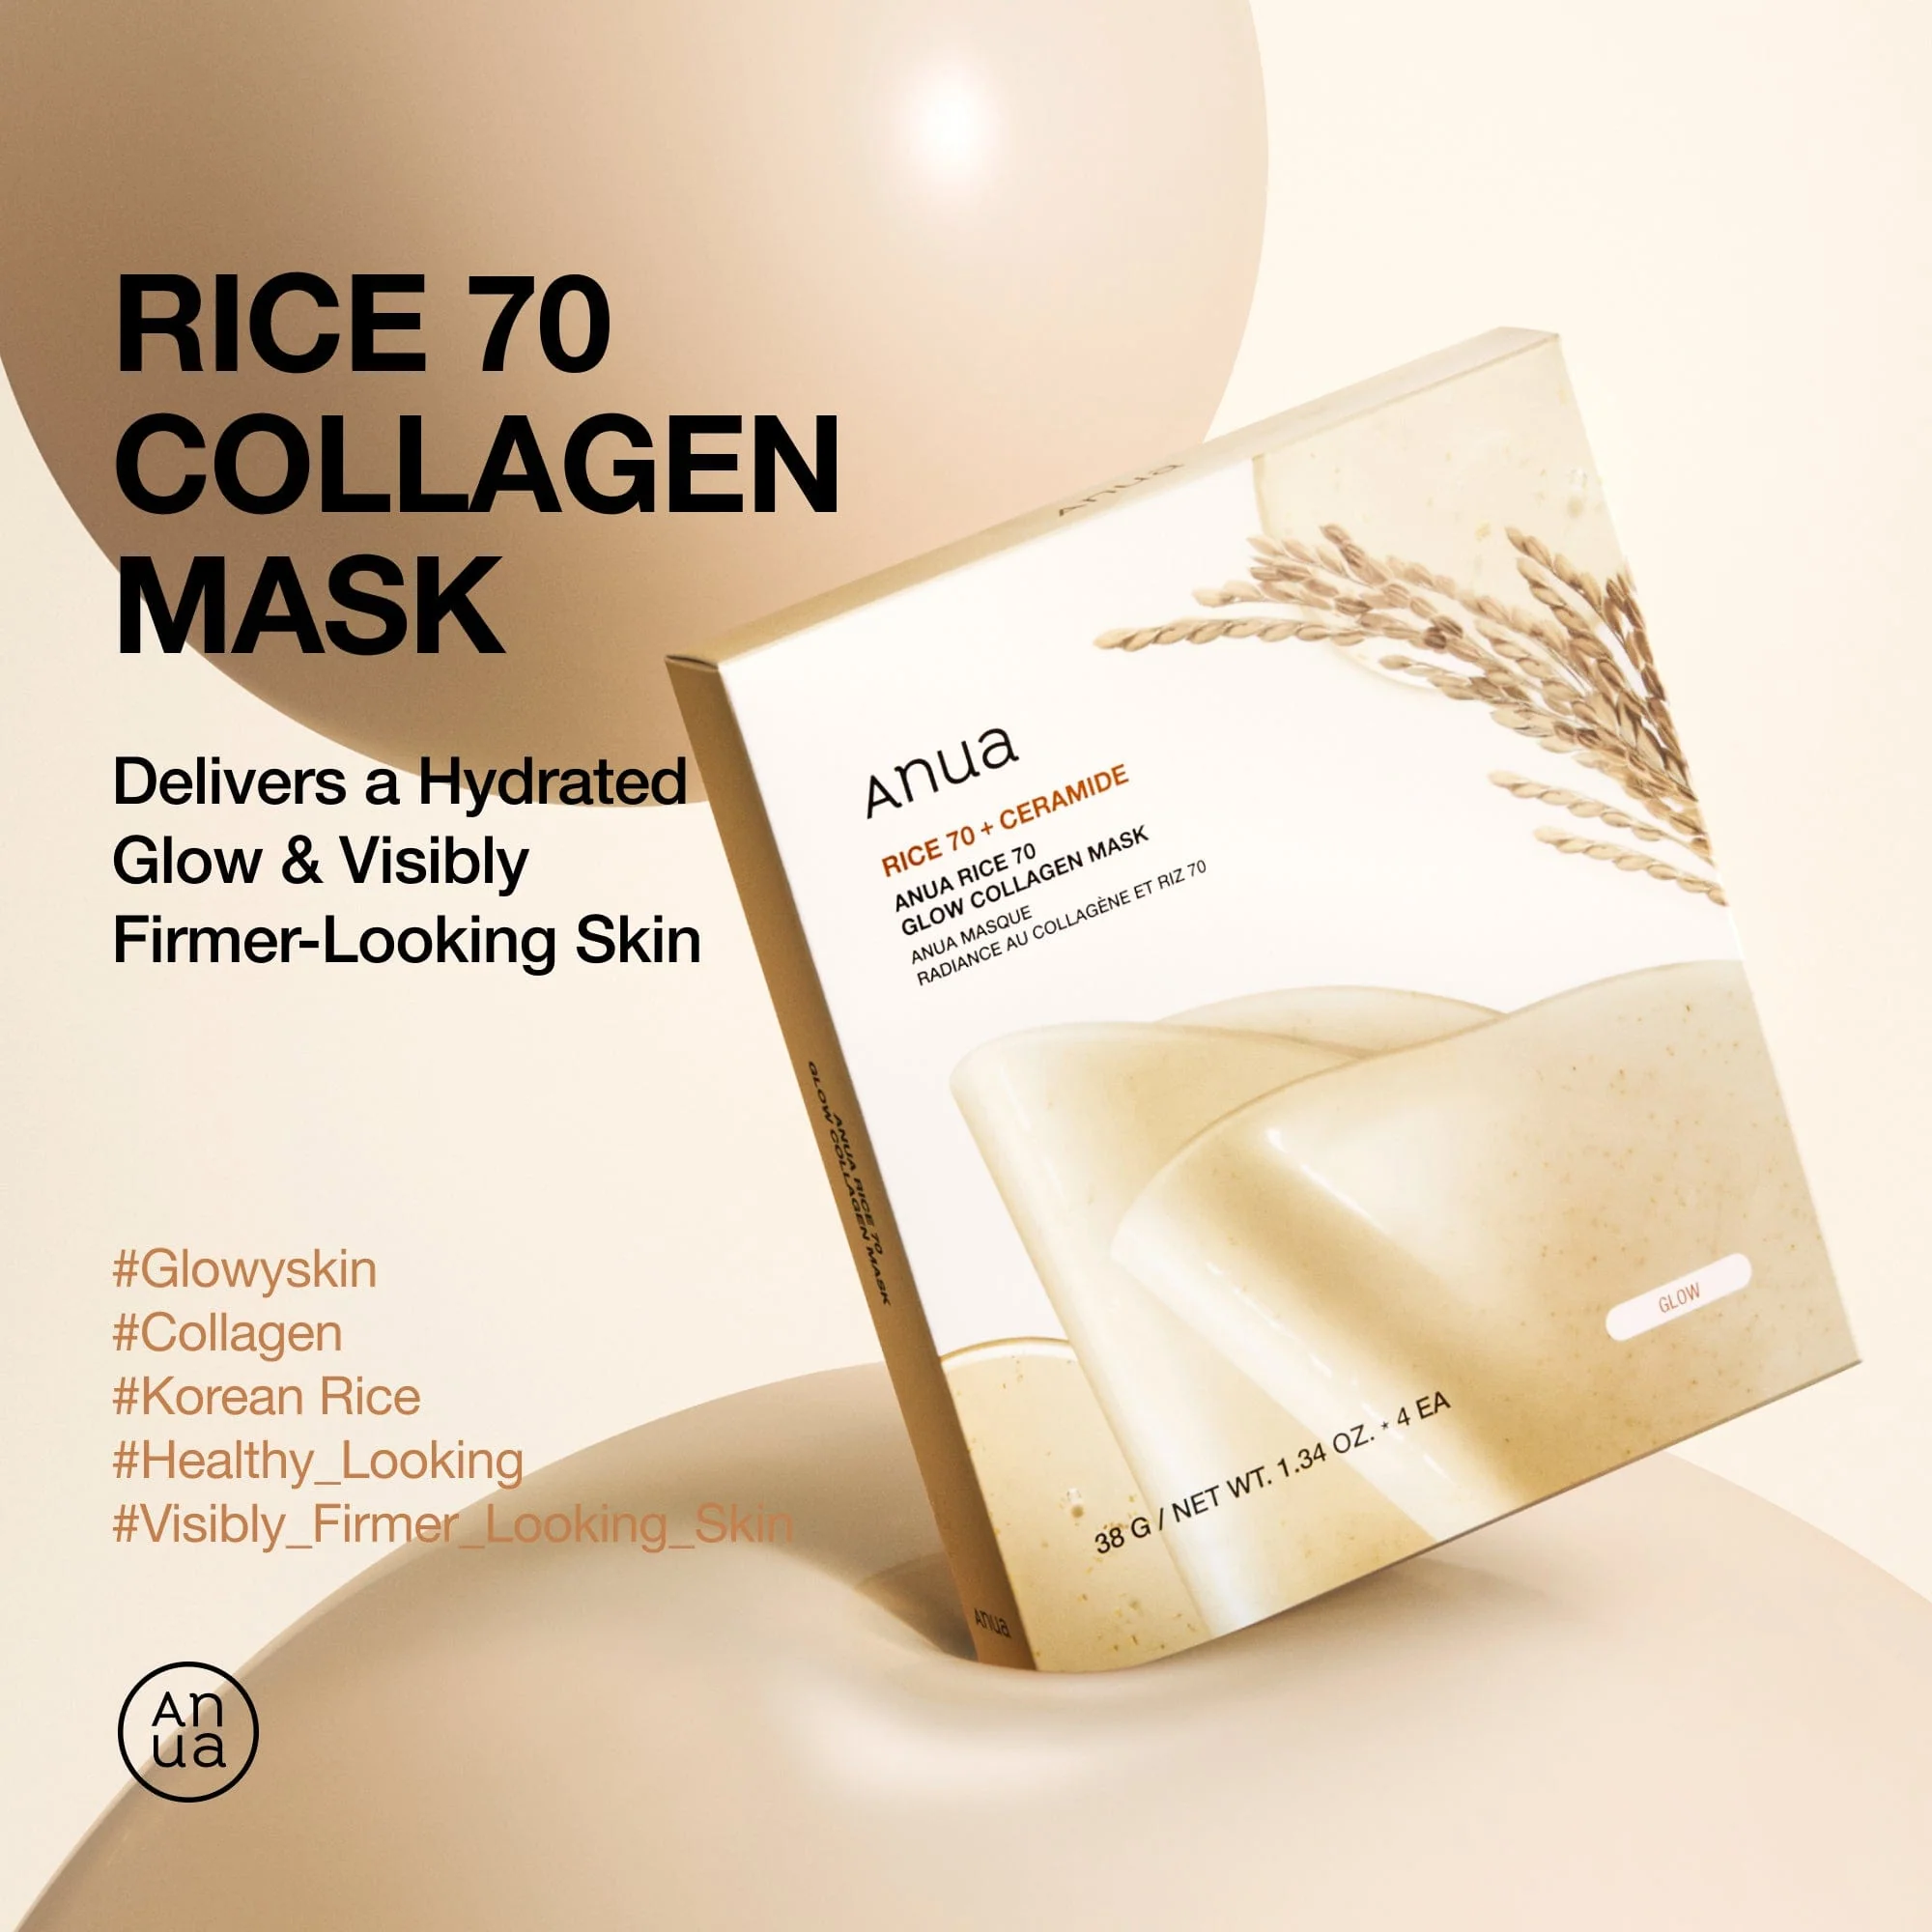 RICE 70
COLLAGEN
MASK
Delivers a Hydrated
Glow & Visibly
Firmer-Looking Skin
#Glowyskin
#Collagen
#Korean Rice
#Healthy_Looking
#Visibly_Firmer_Looking_Skin
An
ua
Anua
Anua
RICE 70 + CERAMIDE
ANUA RICE 70
GLOW COLLAGEN MASK
ANUA MASQUE
RADIANCE AU COLLAGÈNE ET RIZ 70
GLOW
38 G / NET WT. 1.34 OZ. * 4 EA
ANUA RICE 70
GLOW COLLAGEN MASK
Anua